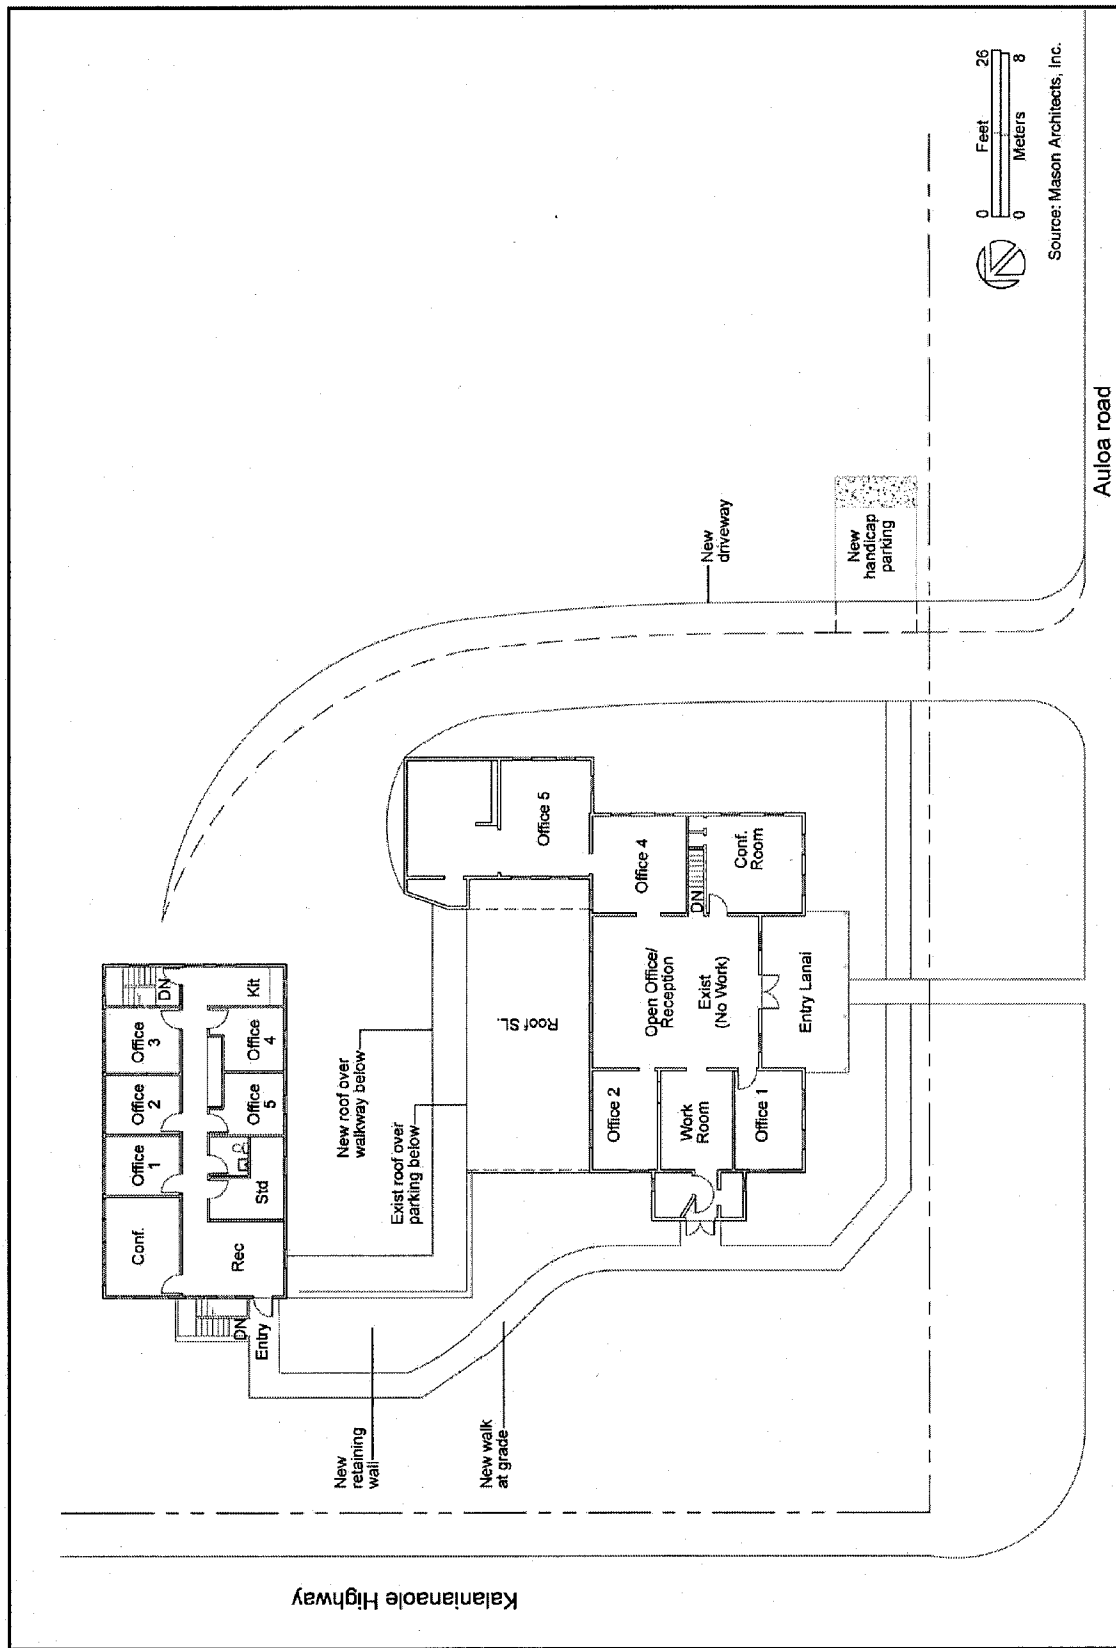 Conf.
Office
1
Office
2
Office
3
DN
Rec
Std
Office
5
Office
4
Kit
DN
Entry
New roof over
walkway below
Exist roof over
parking below
Roof SL.
New
retaining
wall
New walk
at grade
Office 5
Office 2
Open Office/
Reception
Exist
(No Work)
Office 4
Work
Room
DN
Office 1
Conf.
Room
Entry Lanai
New
driveway
New
handicap
parking
Kalanianaole Highway
Auloa road
0 Feet 26
0 Meters 8
Source: Mason Architects, Inc.